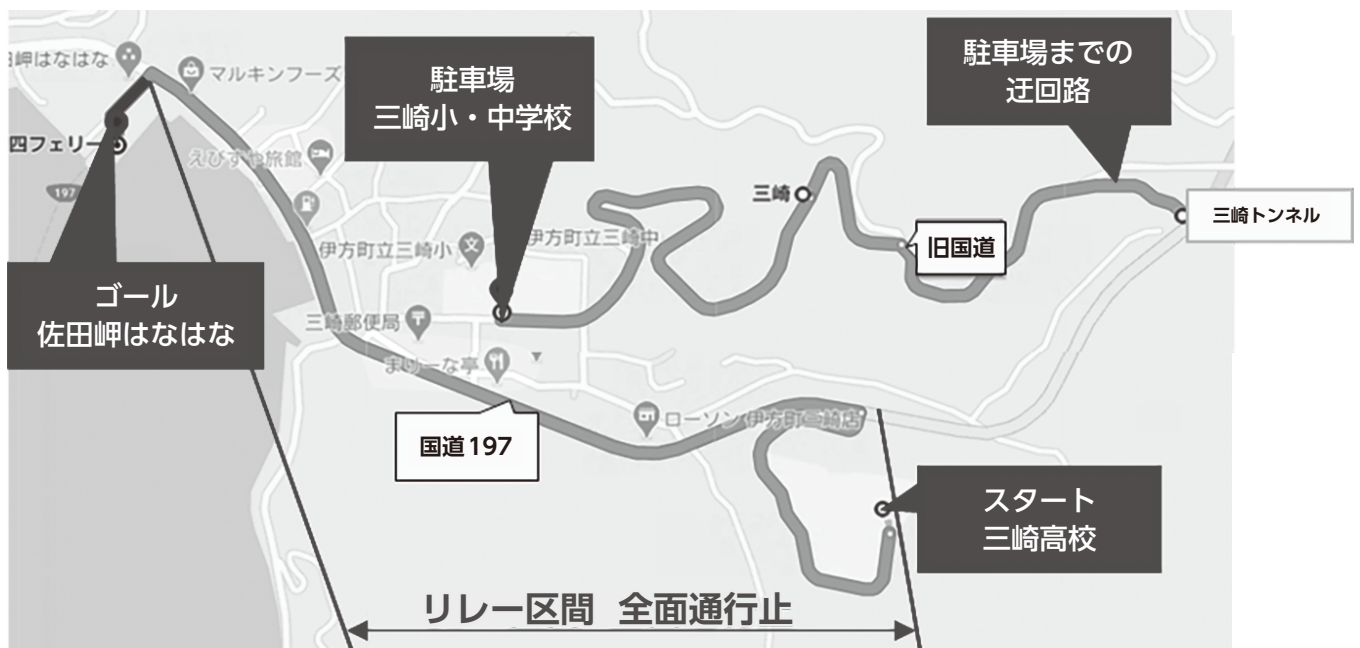 田岬はなはな
マルキンフーズ
駐車場
三崎小・中学校
駐車場までの
迂回路
四フェリー
えびすや旅館
197
三崎
三崎トンネル
伊方町立三崎小
伊方町立三崎中
旧国道
ゴール
佐田岬はなはな
三崎郵便局
まりーな亭
ローソン 伊方町三崎店
国道197
スタート
三崎高校
リレー区間 全面通行止